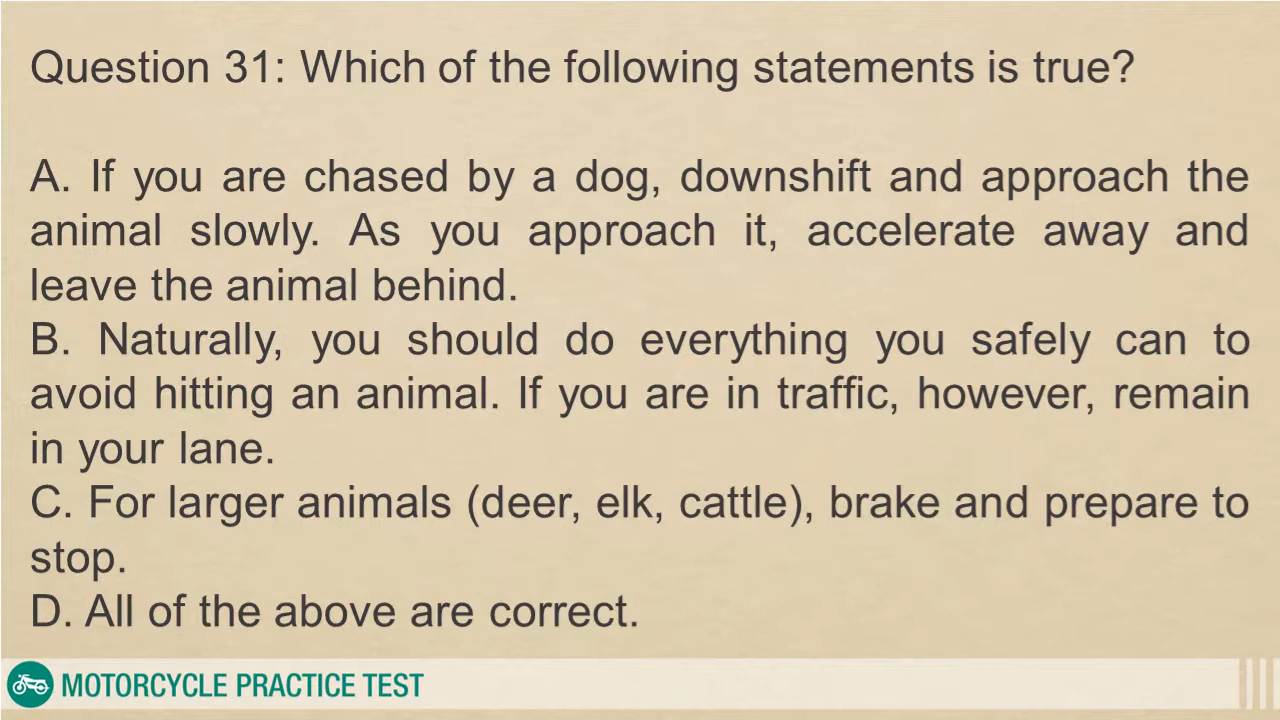 Question 31: Which of the following statements is true?
A. If you are chased by a dog, downshift and approach the
animal slowly. As you approach it, accelerate away and
leave the animal behind.
B. Naturally, you should do everything you safely can to
avoid hitting an animal. If you are in traffic, however, remain
in your lane.
C. For larger animals (deer, elk, cattle), brake and prepare to
stop.
D. All of the above are correct.
MOTORCYCLE PRACTICE TEST